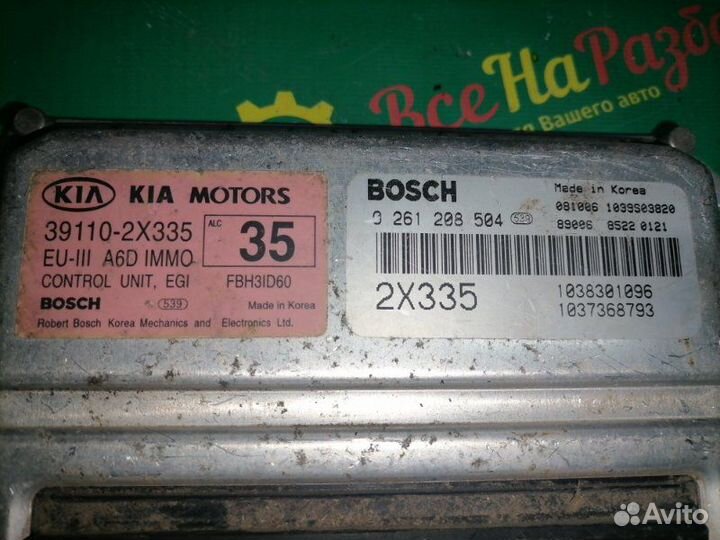 ВсеНаРазбо
Вашего авто
KIA KIA MOTORS
39110-2X335
ALC
35
EU-III A6D IMMO
CONTROL UNIT, EGI
FBH3ID60
BOSCH
539
Made in Korea
Robert Bosch Korea Mechanics and Electronics Ltd.
BOSCH
Made in Korea
0 261 208 504
539
081006 1039S03820
89006 8522 0121
2X335
1038301096
1037368793
Avito